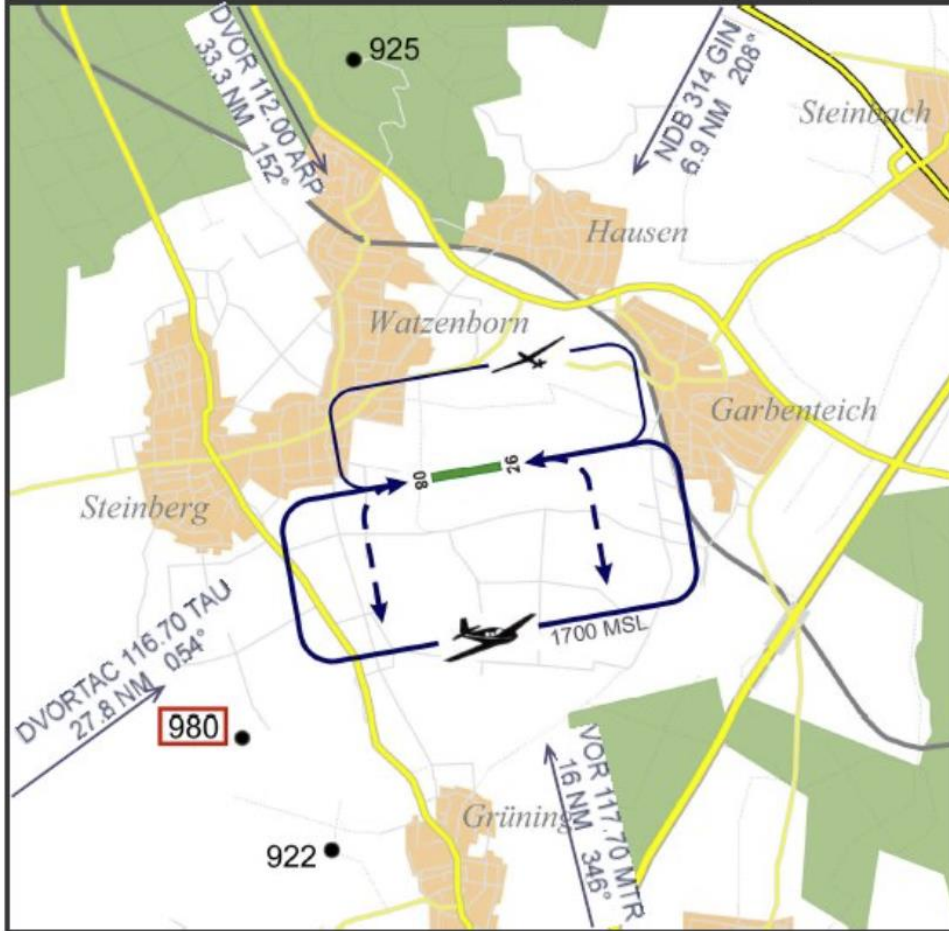 925
DVOR 112.00 ARP
33.3 NM 152°
NDB 314 GIN
6.9 NM 208°
Steinbach
Hausen
Watzenborn
Garbenteich
08
26
Steinberg
1700 MSL
DVORTAC 116.70 TAU
27.8 NM 054°
980
VOR 117.70 MTR
16 NM 346°
Grüning
922